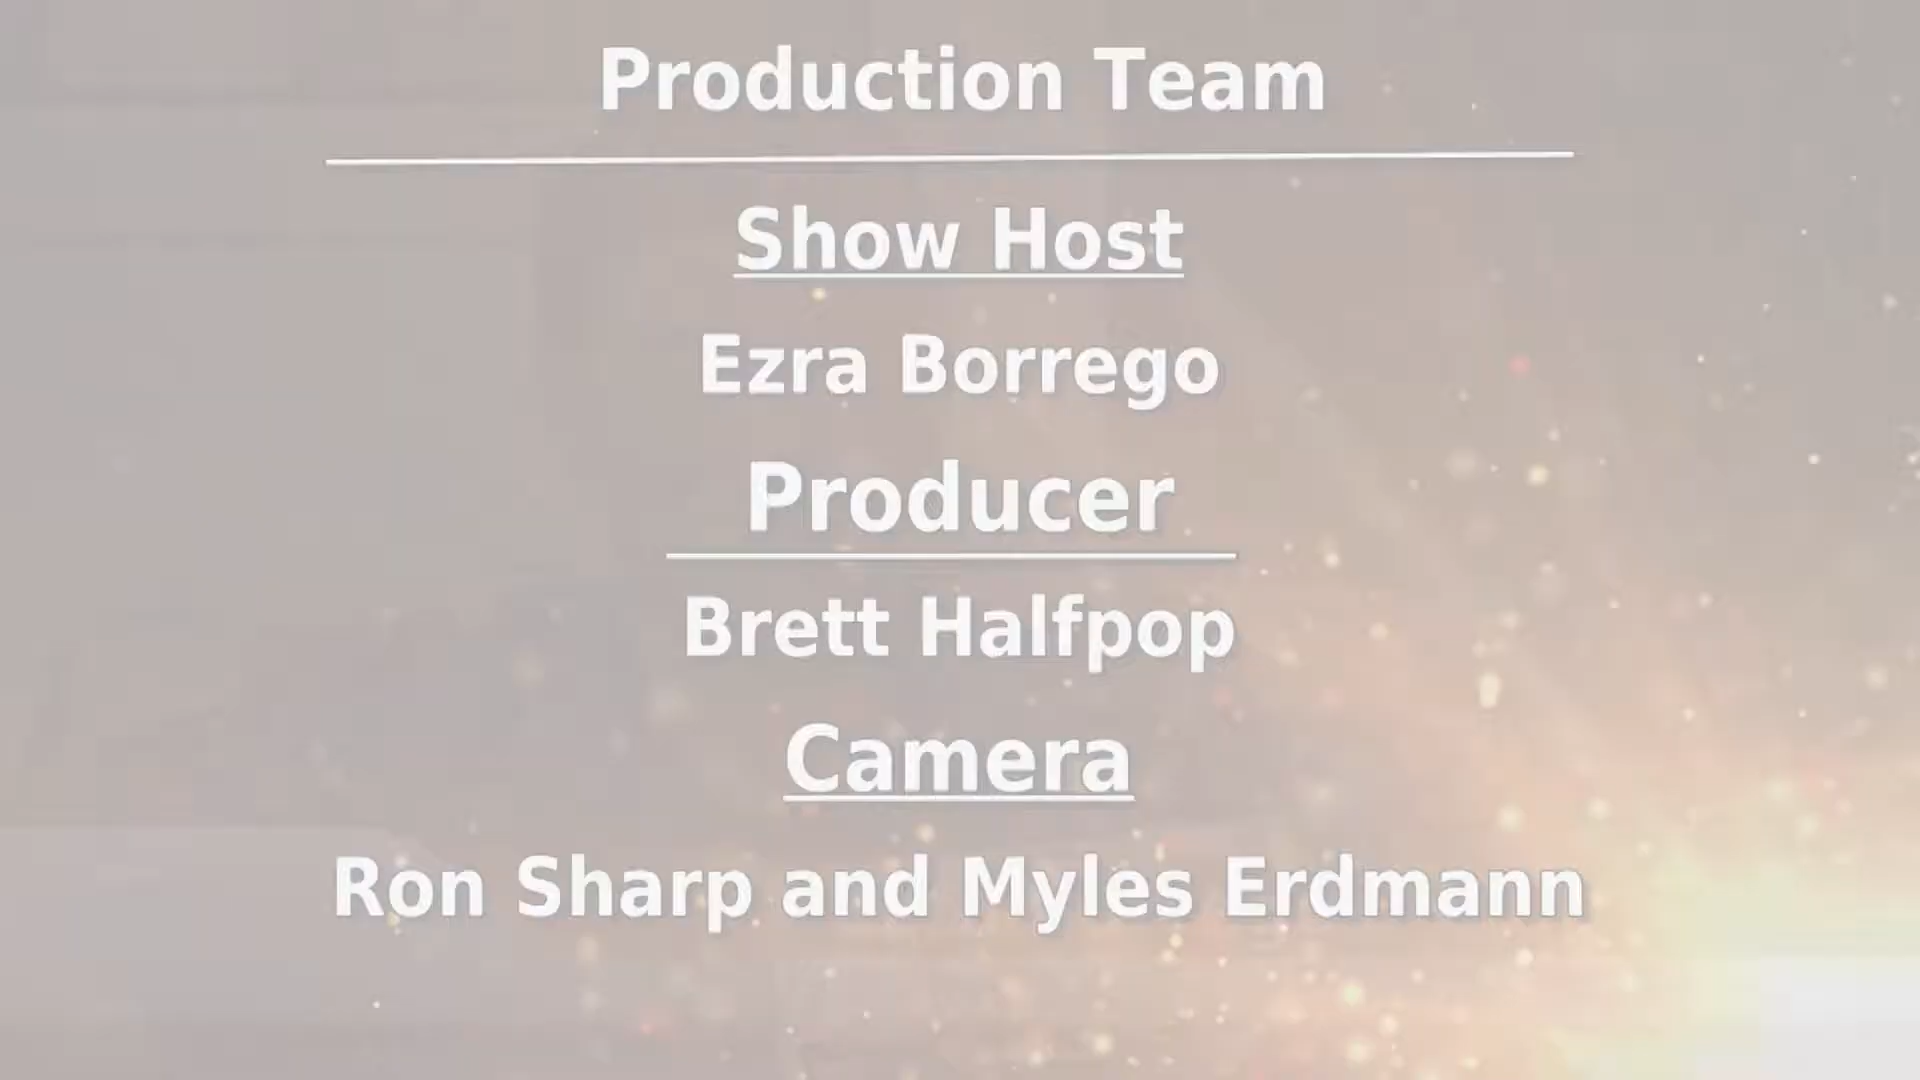 Production Team
Show Host
Ezra Borrego
Producer
Brett Halfpop
Camera
Ron Sharp and Myles Erdmann